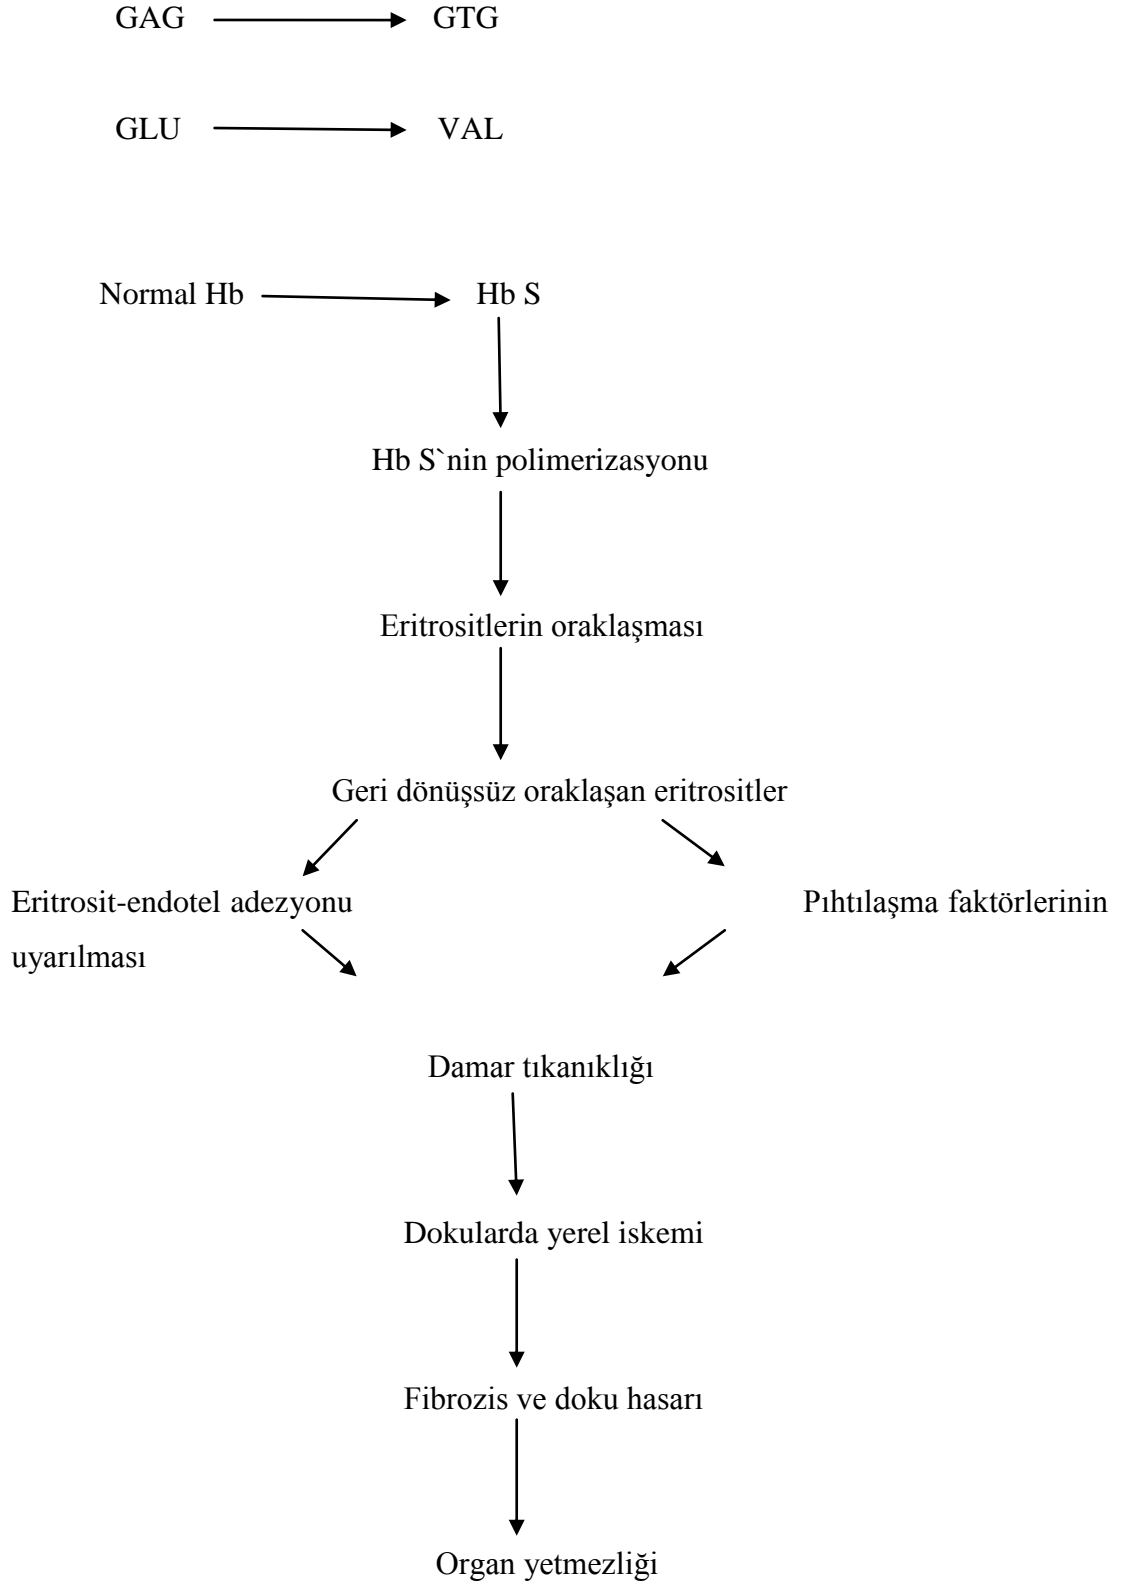 GAG GTG
GLU VAL
Normal Hb Hb S
Hb S`nin polimerizasyonu
Eritrositlerin oraklaşması
Geri dönüşsüz oraklaşan eritrositler
Eritrosit-endotel adezyonu Pıhtılaşma faktörlerinin
uyarılması
Damar tıkanıklığı
Dokularda yerel iskemi
Fibrozis ve doku hasarı
Organ yetmezliği